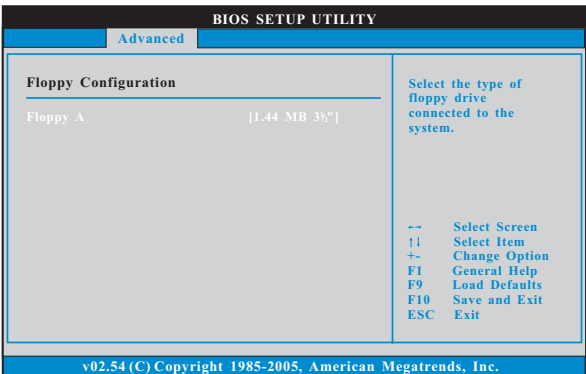 BIOS SETUP UTILITY
Advanced
Floppy Configuration
Floppy A [1.44 MB 3½"]
Select the type of
floppy drive
connected to the
system.
←→ Select Screen
↑↓ Select Item
+- Change Option
F1 General Help
F9 Load Defaults
F10 Save and Exit
ESC Exit
v02.54 (C) Copyright 1985-2005, American Megatrends, Inc.